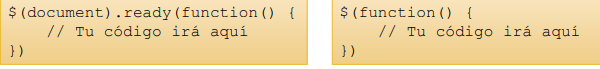 $(document).ready(function() {
    // Tu código irá aquí
})
$(function() {
    // Tu código irá aquí
})